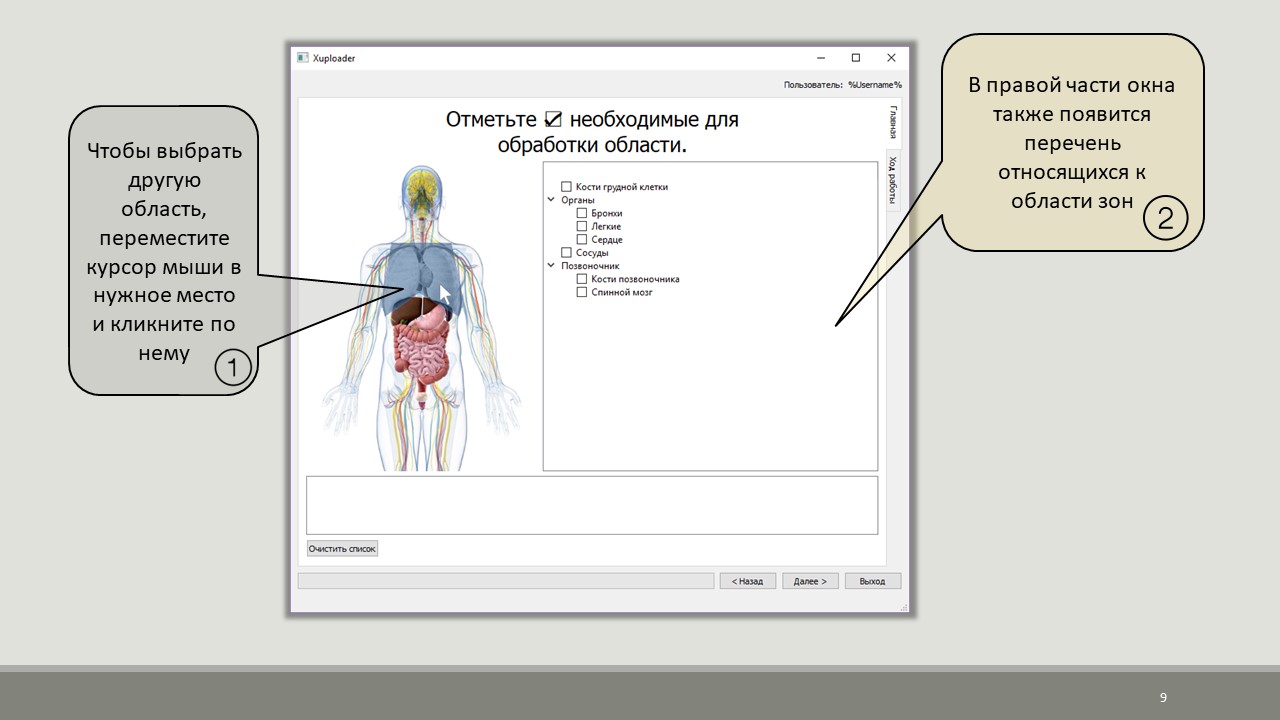 Чтобы выбрать
другую
область,
переместите
курсор мыши в
нужное место
и кликните по
нему
1
Xuploader
Пользователь: %Username%
Главная
Ход работы
Отметьте необходимые для
обработки области.
Кости грудной клетки
Органы
Бронхи
Легкие
Сердце
Сосуды
Позвоночник
Кости позвоночника
Спинной мозг
Очистить список
< Назад
Далее >
Выход
В правой части окна
также появится
перечень
относящихся к
области зон
2
9